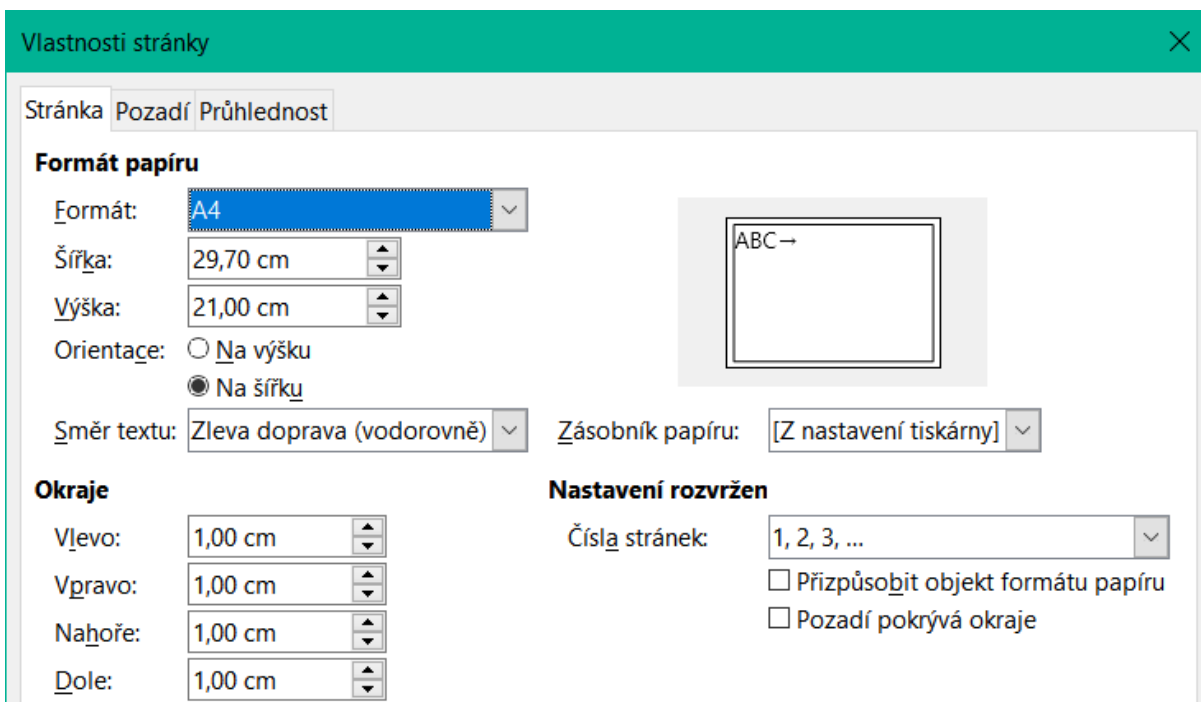 Vlastnosti stránky
Stránka Pozadí Průhlednost
Formát papíru
Formát: A4
Šířka: 29,70 cm
Výška: 21,00 cm
Orientace: Na výšku
Na šířku
ABC→
Směr textu: Zleva doprava (vodorovně) Zásobník papíru: [Z nastavení tiskárny]
Okraje
Vlevo: 1,00 cm
Vpravo: 1,00 cm
Nahoře: 1,00 cm
Dole: 1,00 cm
Nastavení rozvržen
Čísla stránek: 1, 2, 3, ...
Přizpůsobit objekt formátu papíru
Pozadí pokrývá okraje